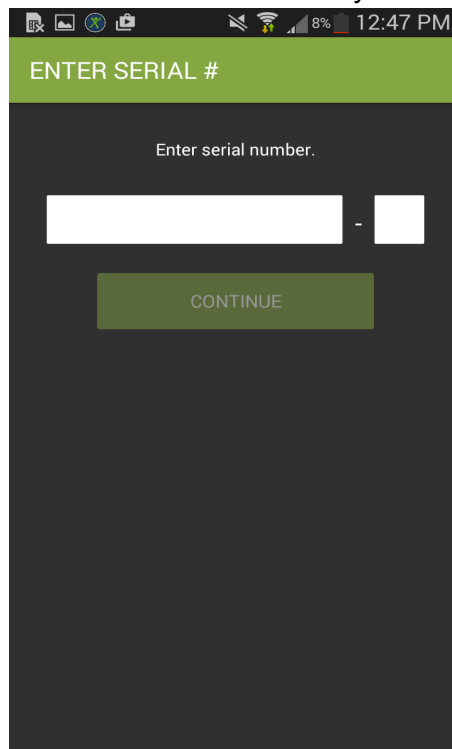 8% 12:47 PM
ENTER SERIAL #
Enter serial number.
-
CONTINUE